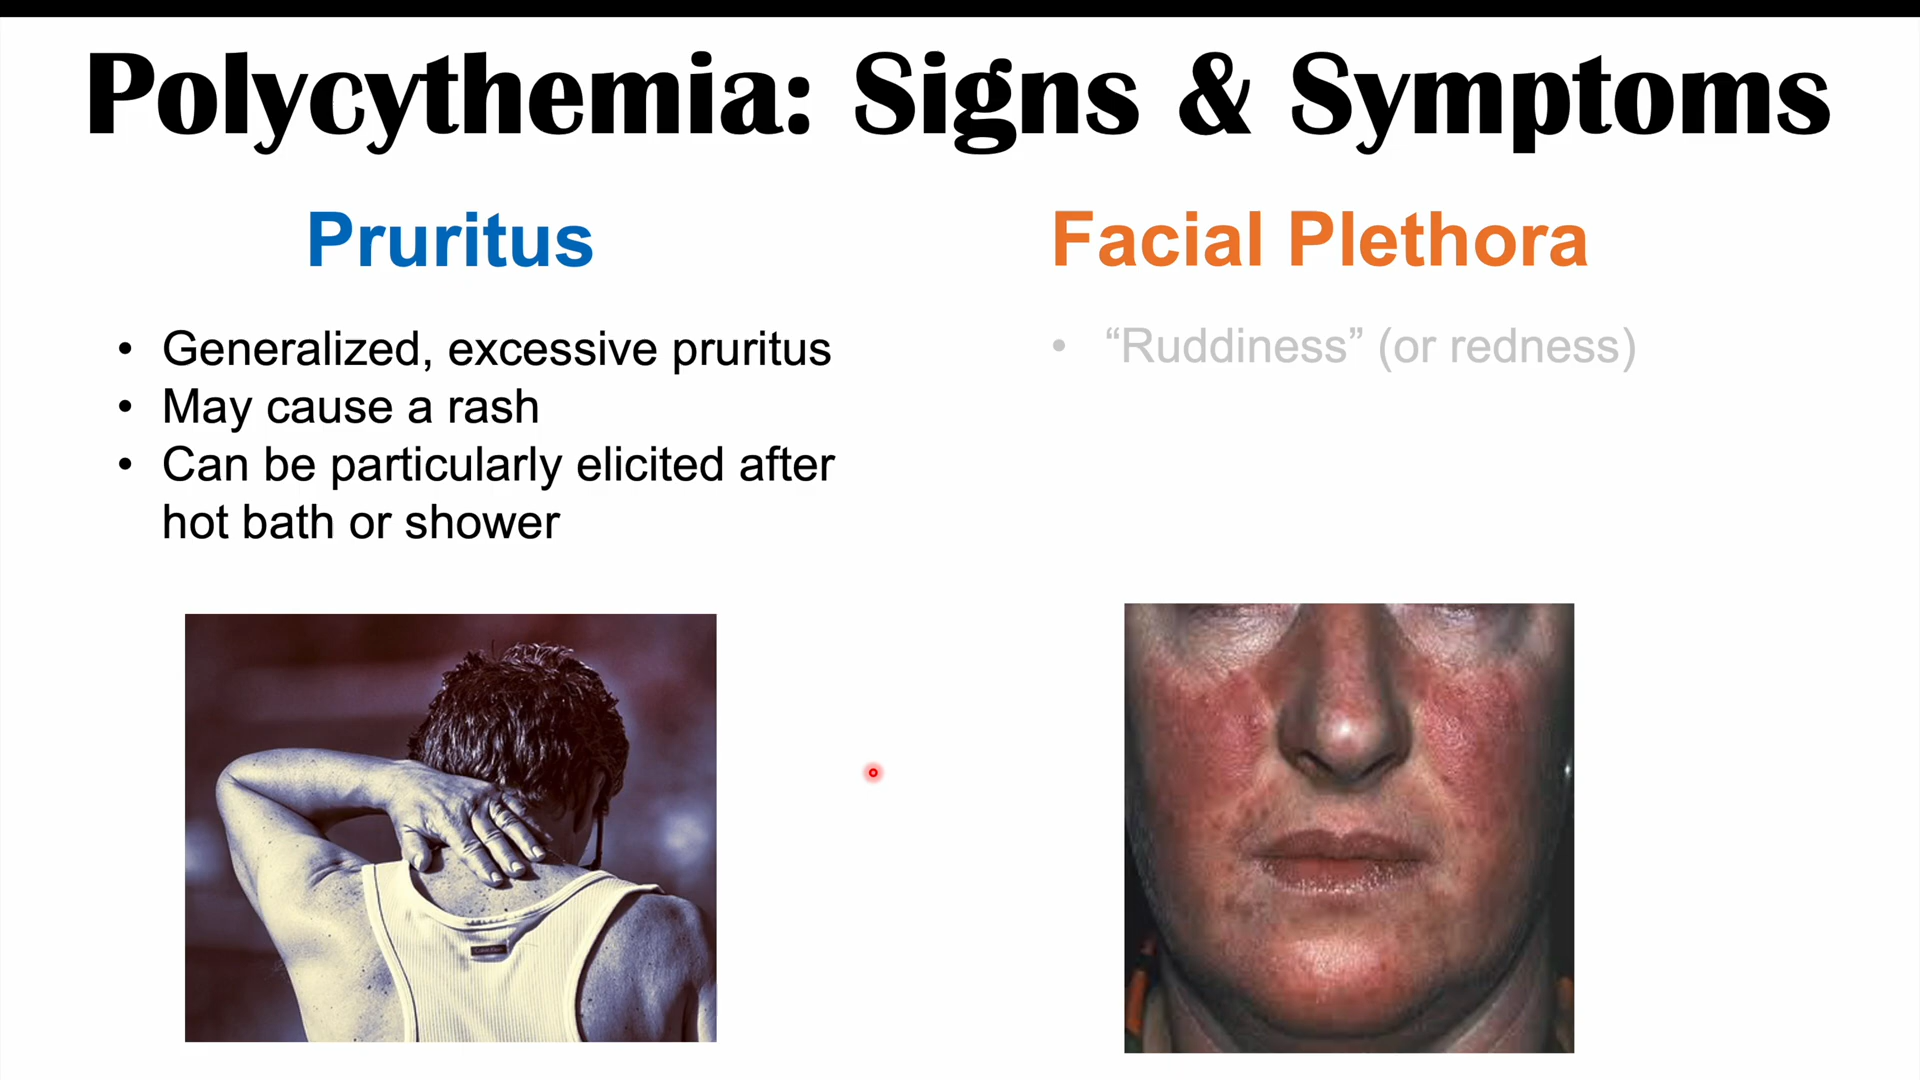 Polycythemia: Signs & Symptoms
Pruritus
• Generalized, excessive pruritus
• May cause a rash
• Can be particularly elicited after
hot bath or shower
Facial Plethora
• “Ruddiness” (or redness)